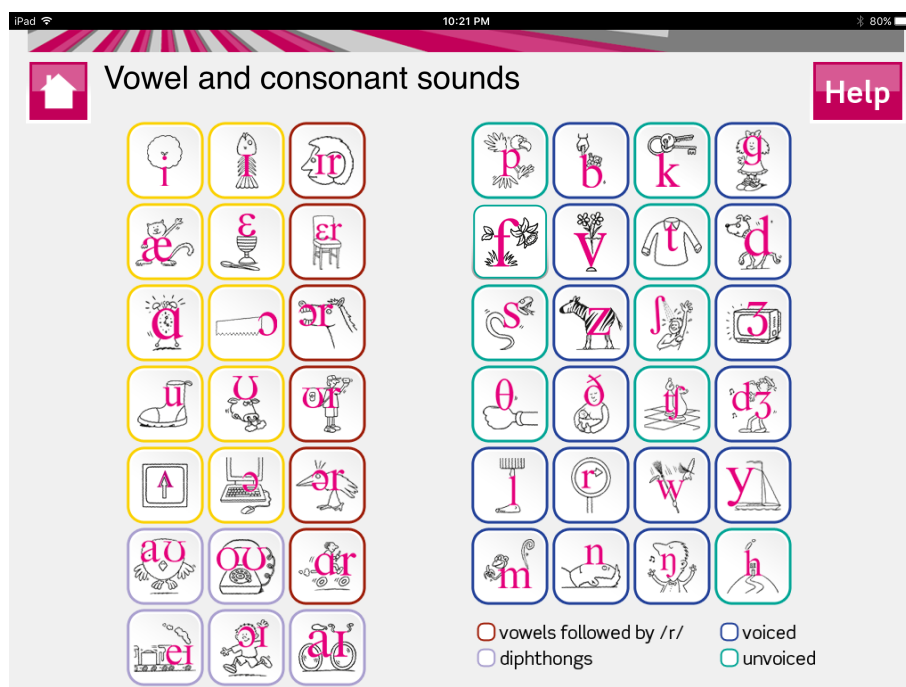 iPad 10:21 PM 80%
Vowel and consonant sounds Help
i ɪ ɪr p b k g
æ ɛ ɛr f v t d
ɑ ɔ ɔr s z ʃ ʒ
u ʊ ʊr θ ð tʃ dʒ
ʌ ə ər l r w y
aʊ oʊ ɑr m n ŋ h
eɪ ɔɪ aɪ
vowels followed by /r/ voiced
diphthongs unvoiced